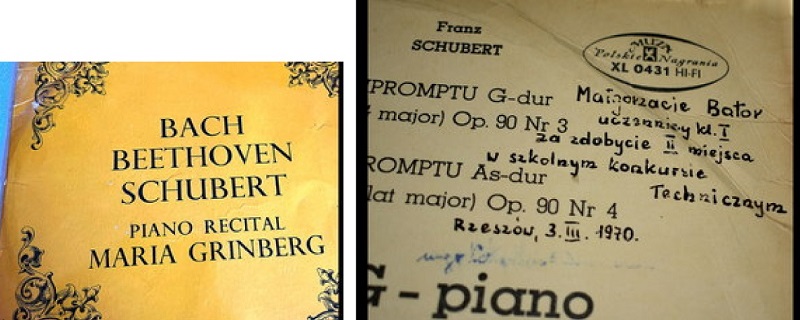 BACH
BEETHOVEN
SCHUBERT
PIANO RECITAL
MARIA GRINBERG
Franz
SCHUBERT
MUZA
Polskie Nagrania
XL 0431 HI-FI
MPROMPTU G-dur
major) Op. 90 Nr 3
ROMPTU As-dur
lat major) Op. 90 Nr 4
Małgorzacie Bator
uczennicy kl. I
za zdobycie II miejsca
w szkolnym konkursie
Technicznym
Rzeszów, 3.III. 1970.
G - piano